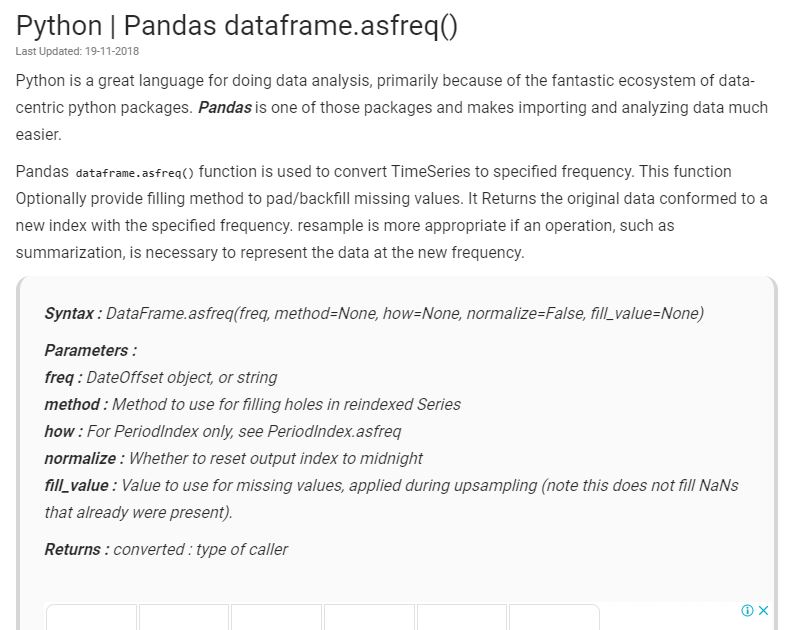 Python | Pandas dataframe.asfreq()
Last Updated: 19-11-2018
Python is a great language for doing data analysis, primarily because of the fantastic ecosystem of data-
centric python packages. Pandas is one of those packages and makes importing and analyzing data much
easier.
Pandas dataframe.asfreq() function is used to convert TimeSeries to specified frequency. This function
Optionally provide filling method to pad/backfill missing values. It Returns the original data conformed to a
new index with the specified frequency. resample is more appropriate if an operation, such as
summarization, is necessary to represent the data at the new frequency.
Syntax : DataFrame.asfreq(freq, method=None, how=None, normalize=False, fill_value=None)
Parameters :
freq : DateOffset object, or string
method : Method to use for filling holes in reindexed Series
how : For PeriodIndex only, see PeriodIndex.asfreq
normalize : Whether to reset output index to midnight
fill_value : Value to use for missing values, applied during upsampling (note this does not fill NaNs
that already were present).
Returns : converted : type of caller